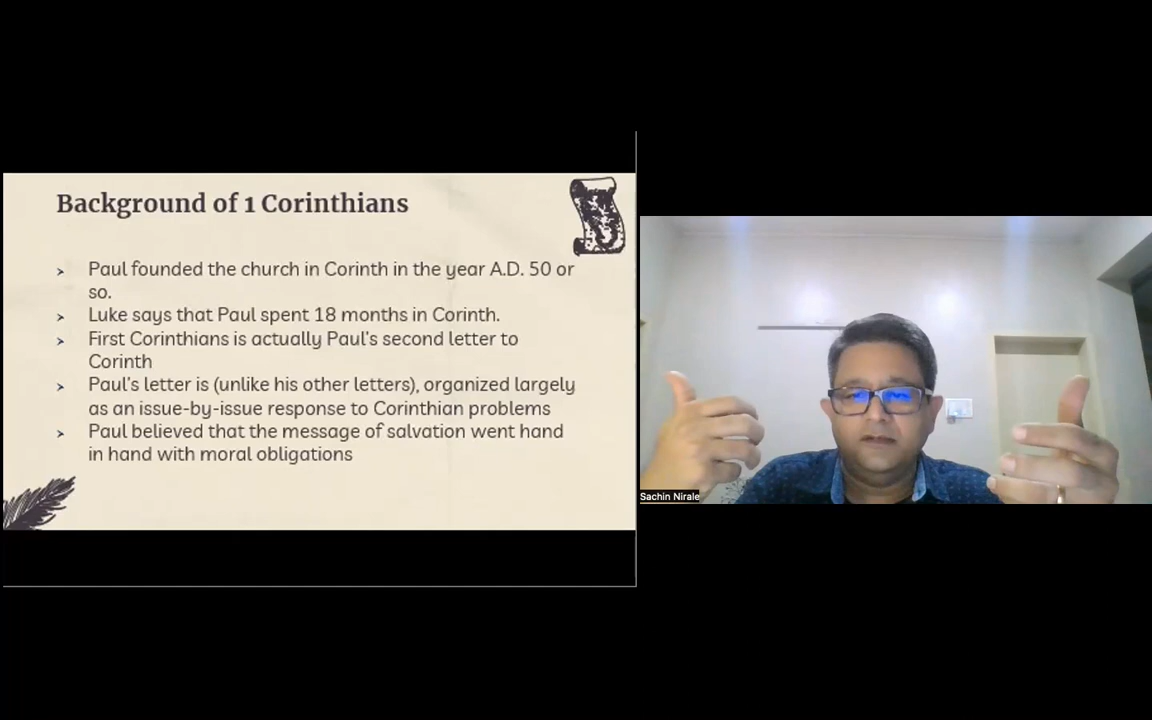 Background of 1 Corinthians
➢ Paul founded the church in Corinth in the year A.D. 50 or
so.
➢ Luke says that Paul spent 18 months in Corinth.
➢ First Corinthians is actually Paul's second letter to
Corinth
➢ Paul's letter is (unlike his other letters), organized largely
as an issue-by-issue response to Corinthian problems
➢ Paul believed that the message of salvation went hand
in hand with moral obligations
Sachin Nirale